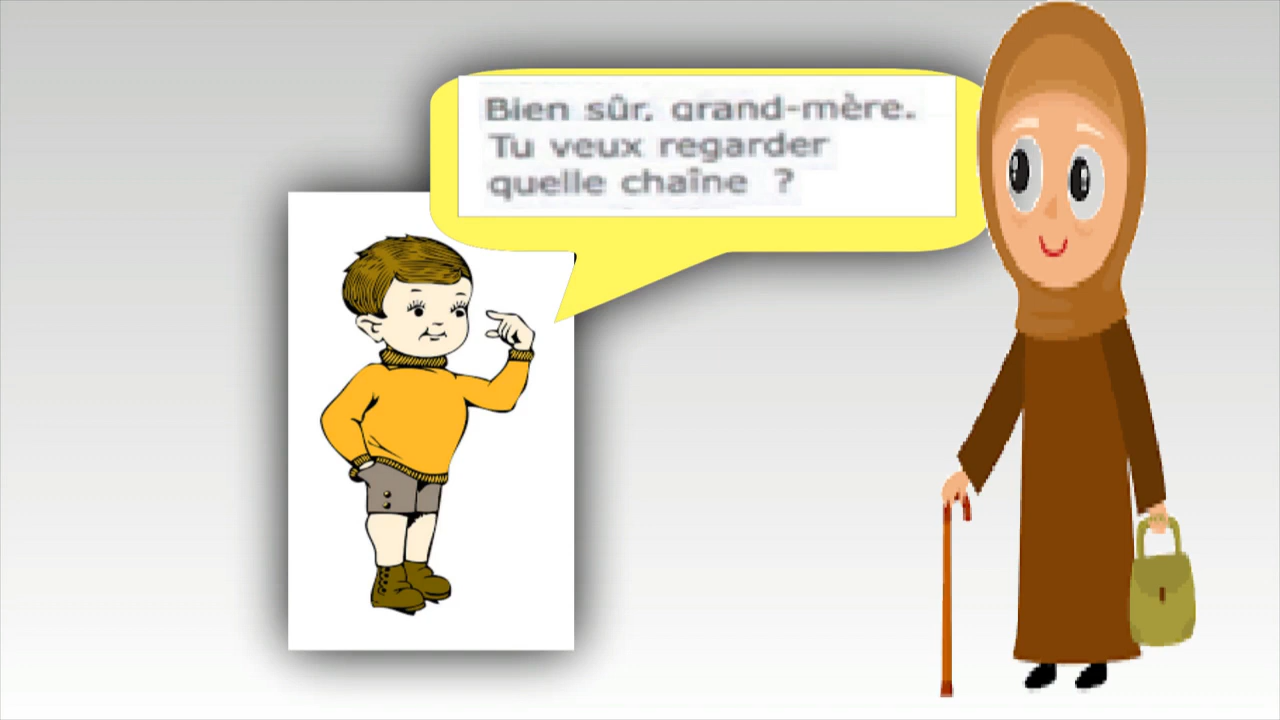 Bien sûr, grand-mère.
Tu veux regarder
quelle chaîne ?